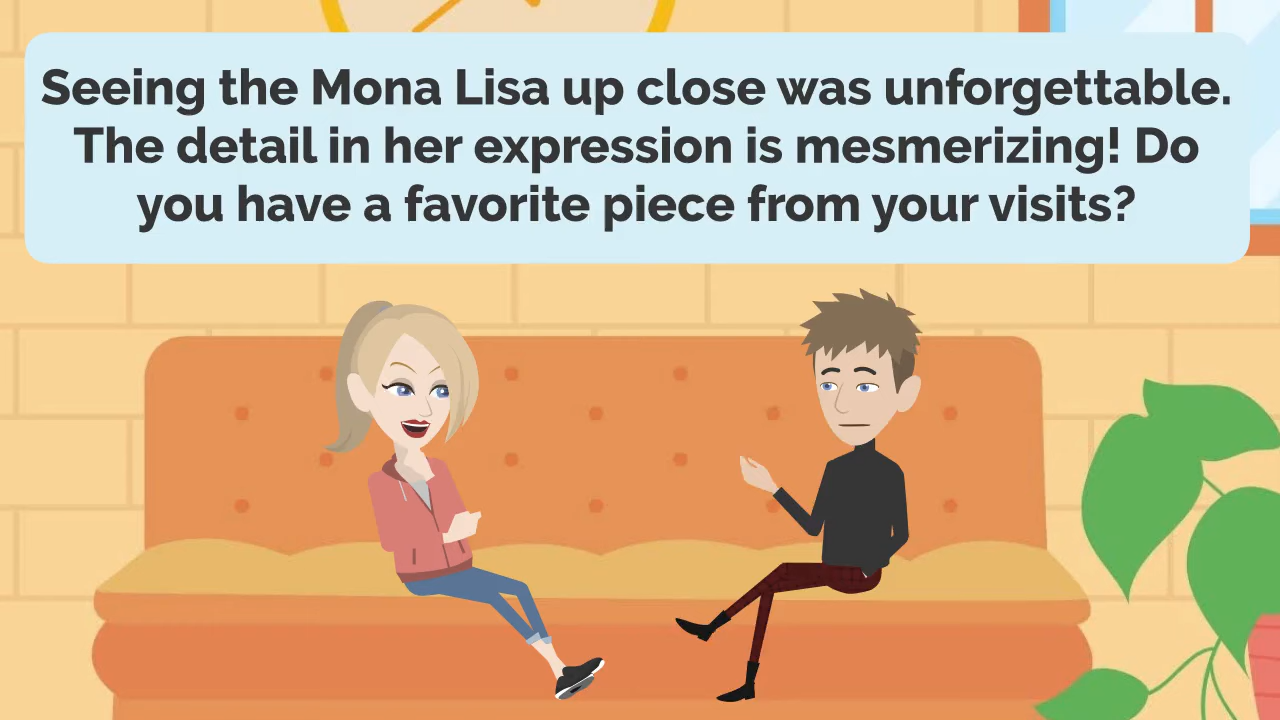 Seeing the Mona Lisa up close was unforgettable.
The detail in her expression is mesmerizing! Do
you have a favorite piece from your visits?